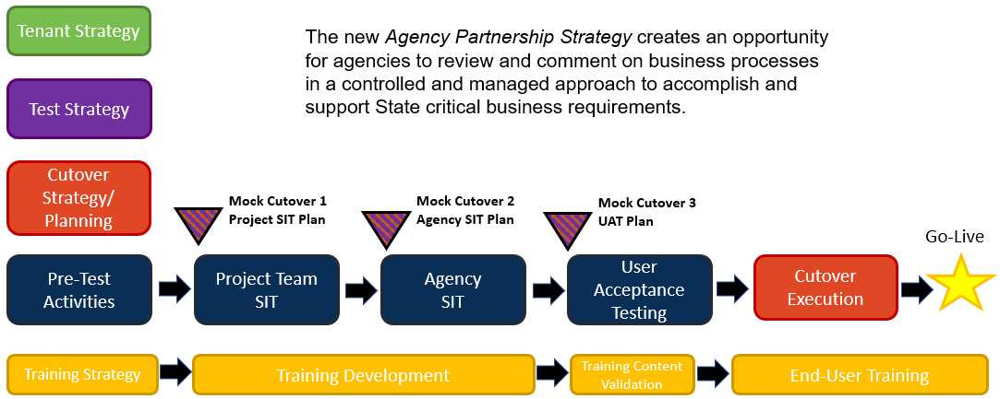 Tenant Strategy
The new Agency Partnership Strategy creates an opportunity
for agencies to review and comment on business processes
in a controlled and managed approach to accomplish and
support State critical business requirements.
Test Strategy
Cutover
Strategy/
Planning
Mock Cutover 1
Project SIT Plan
Mock Cutover 2
Agency SIT Plan
Mock Cutover 3
UAT Plan
Go-Live
Pre-Test
Activities
Project Team
SIT
Agency
SIT
User
Acceptance
Testing
Cutover
Execution
Training Strategy
Training Development
Training Content
Validation
End-User Training